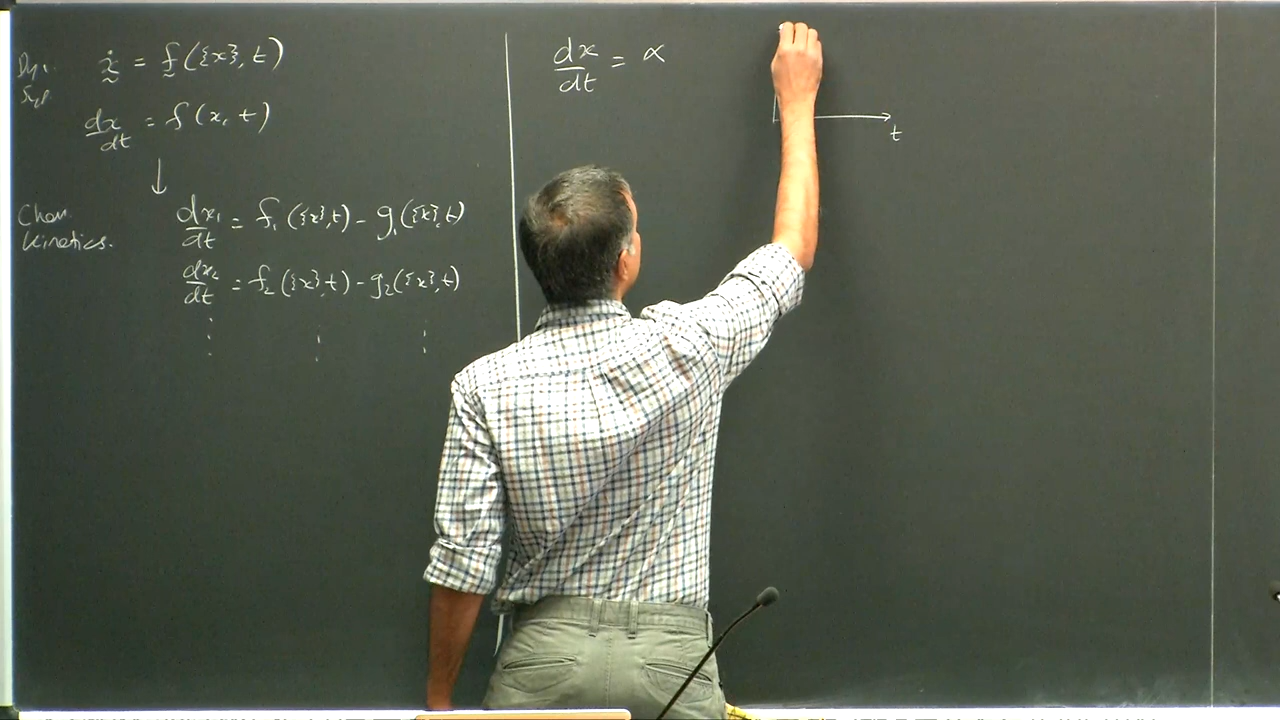 Dyn. ẋ = f({x}, t)
Sys.
dx/dt = f(x, t)
↓
Chem. dx₁/dt = f₁({x},t) - g₁({x},t)
Kinetics.
dx₂/dt = f₂({x},t) - g₂({x},t)
⋮ ⋮ ⋮
dx/dt = α
t